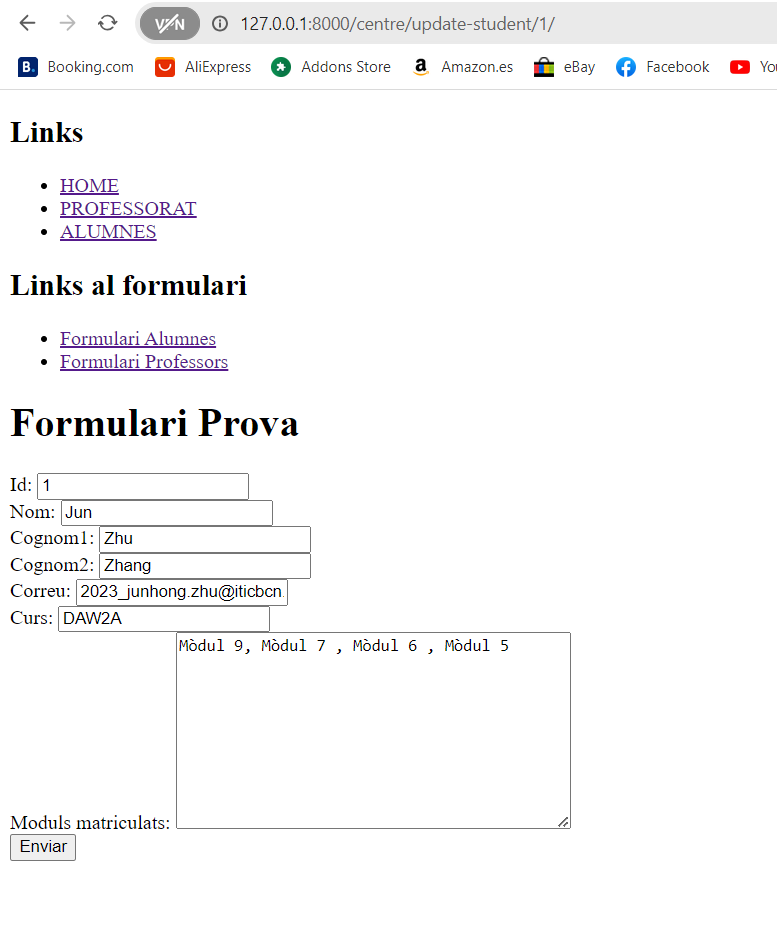 VPN 127.0.0.1:8000/centre/update-student/1/
B. Booking.com AliExpress Addons Store a Amazon.es eBay Facebook
Links
HOME
PROFESSORAT
ALUMNES
Links al formulari
Formulari Alumnes
Formulari Professors
Formulari Prova
Id: 1
Nom: Jun
Cognom1: Zhu
Cognom2: Zhang
Correu: 2023_junhong.zhu@iticbcn.
Curs: DAW2A
Mòdul 9, Mòdul 7 , Mòdul 6 , Mòdul 5
Moduls matriculats:
Enviar